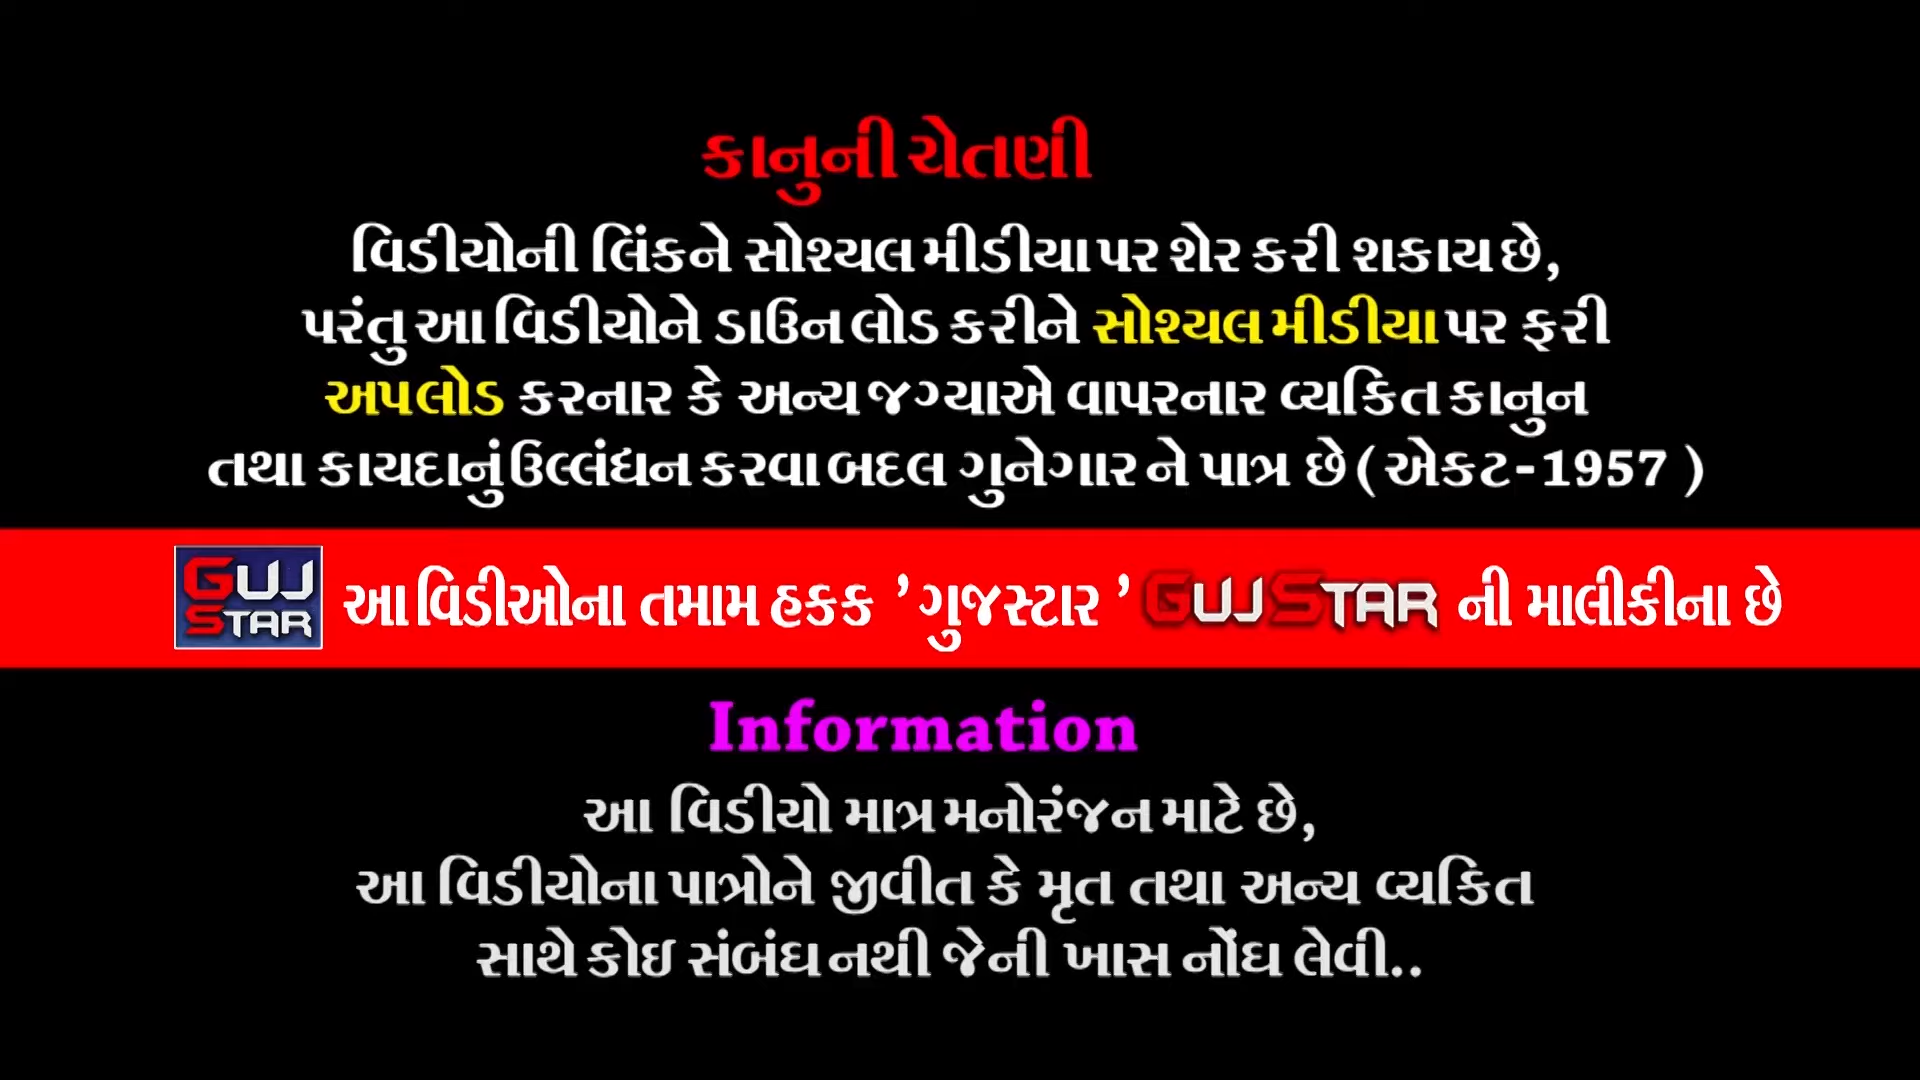 કાનુની ચેતણી
વિડીયોની લિંકને સોશ્યલ મીડીયા પર શેર કરી શકાય છે,
પરંતુ આ વિડીયોને ડાઉનલોડ કરીને સોશ્યલ મીડીયા પર ફરી
અપલોડ કરનાર કે અન્ય જગ્યાએ વાપરનાર વ્યકિત કાનુન
તથા કાયદાનું ઉલ્લંઘન કરવા બદલ ગુનેગાર ને પાત્ર છે ( એકટ-1957 )
GUJ STAR આ વિડીઓના તમામ હકક ’ ગુજસ્ટાર ’ GUJ STAR ની માલીકીના છે
Information
આ વિડીયો માત્ર મનોરંજન માટે છે,
આ વિડીયોના પાત્રોને જીવીત કે મૃત તથા અન્ય વ્યકિત
સાથે કોઇ સંબંઘ નથી જેની ખાસ નોંઘ લેવી..